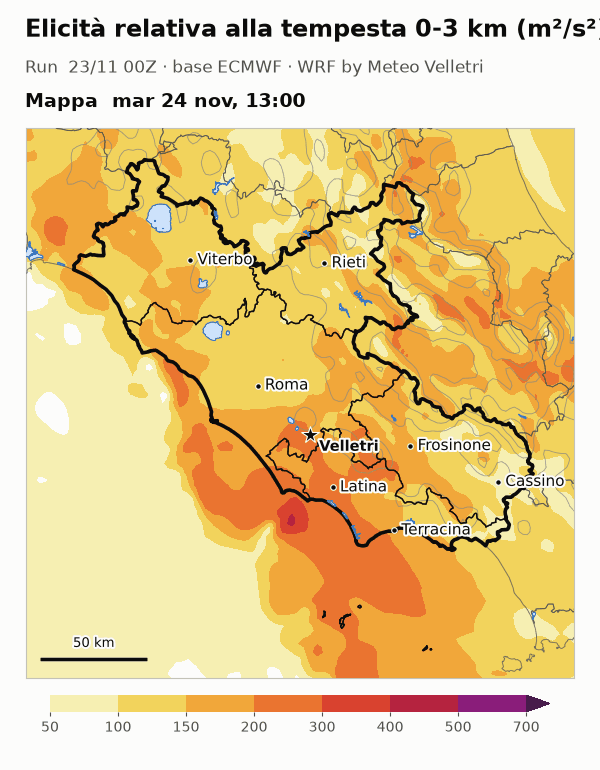 Elicità relativa alla tempesta 0-3 km (m²/s²)
Run  23/11 00Z · base ECMWF · WRF by Meteo Velletri
Mappa  mar 24 nov, 13:00
Viterbo
Rieti
Roma
Velletri
Frosinone
Cassino
Latina
Terracina
50 km
50 100 150 200 300 400 500 700